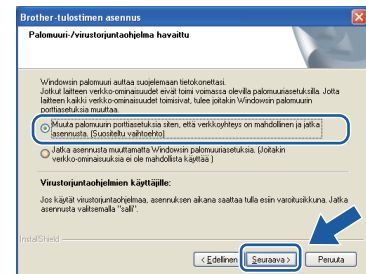 Brother-tulostimen asennus
Palomuuri-/virustorjuntaohjelma havaittu
Windowsin palomuuri auttaa suojelemaan tietokonettasi.
Jotkut laitteen verkko-ominaisuudet eivät toimi voimassa olevilla palomuuriasetuksilla. Jotta
laitteen kaikki verkko-ominaisuudet toimisivat, tulee joitakin Windowsin palomuurin
porttiasetuksia muuttaa.
Muuta palomuurin porttiasetuksia siten, että verkkoyhteys on mahdollinen ja jatka
asennusta. (Suositeltu vaihtoehto)
Jatka asennusta muuttamatta Windowsin palomuuriasetuksia. (Joitakin
verkko-ominaisuuksia ei ole mahdollista käyttää )
Virustorjuntaohjelmien käyttäjille:
Jos käytät virustorjuntaohjelmaa, asennuksen aikana saattaa tulla esiin varoitusikkuna. Jatka
asennusta valitsemalla "salli".
InstallShield
< Edellinen
Seuraava >
Peruuta